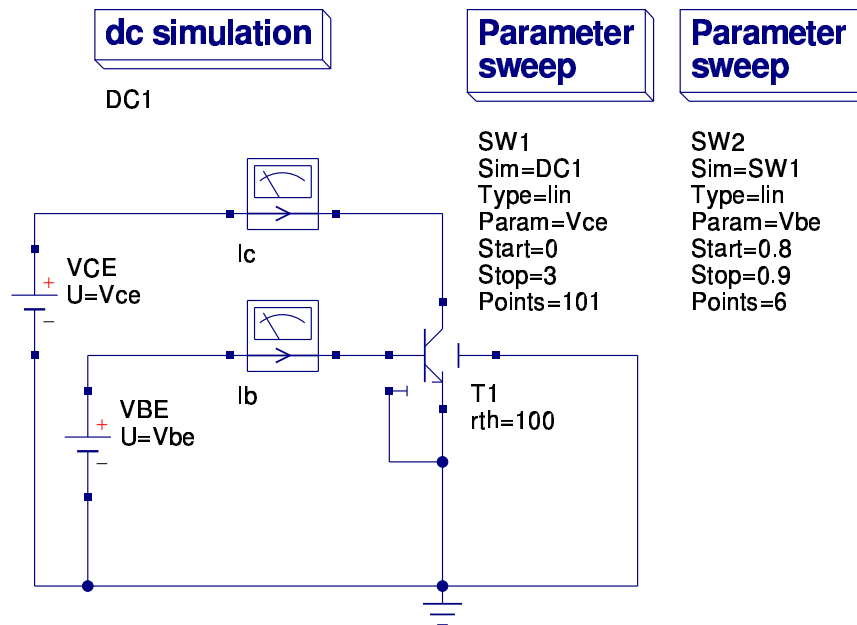 dc simulation
DC1
Parameter
sweep
SW1
Sim=DC1
Type=lin
Param=Vce
Start=0
Stop=3
Points=101
Parameter
sweep
SW2
Sim=SW1
Type=lin
Param=Vbe
Start=0.8
Stop=0.9
Points=6
Ic
VCE
+
U=Vce
−
Ib
VBE
+
U=Vbe
−
T1
rth=100